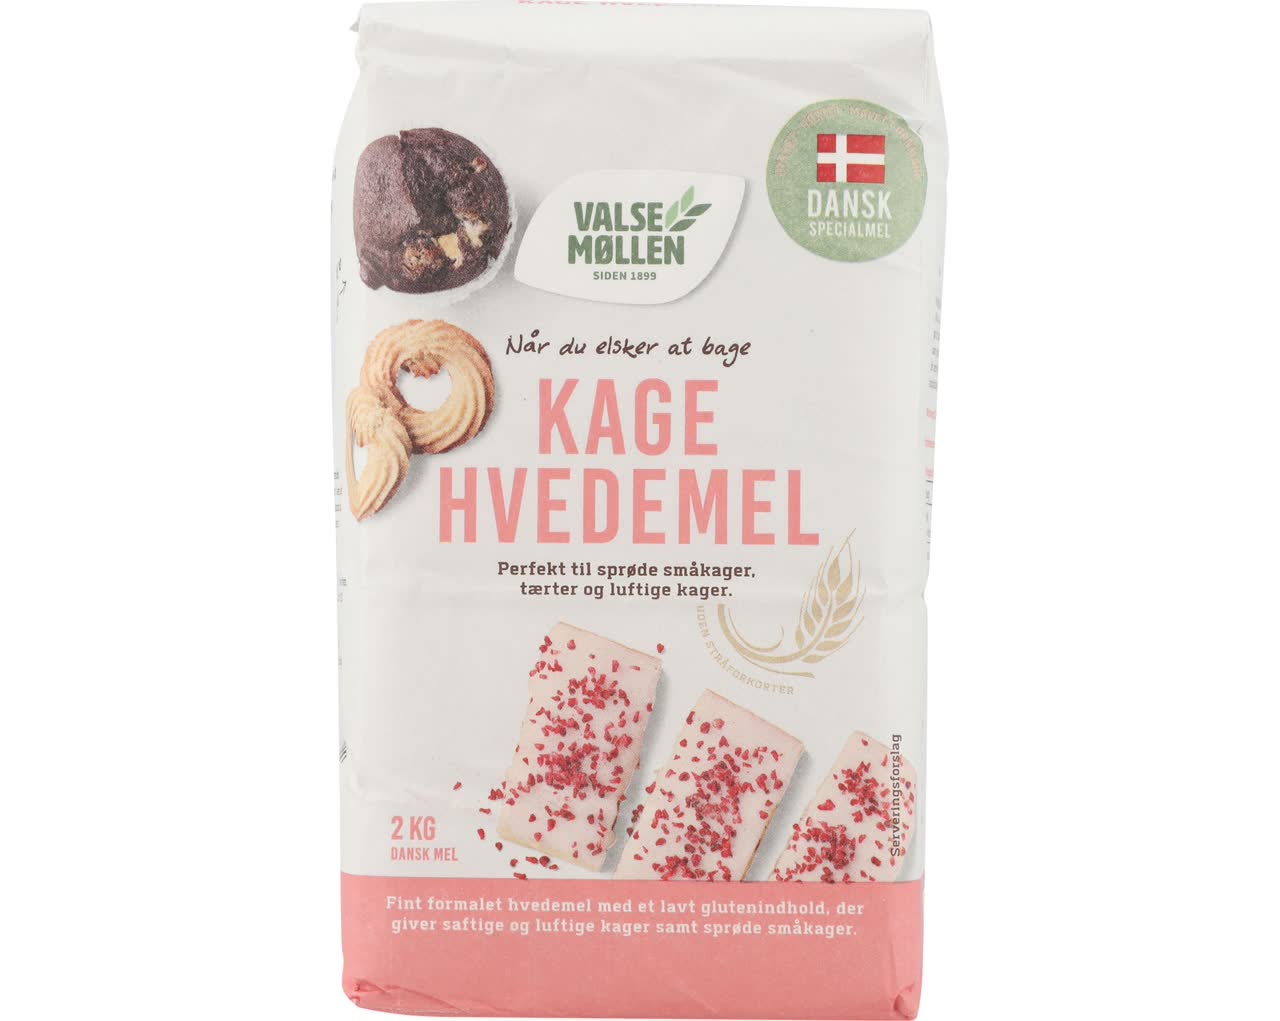 KAGE HVEDEMEL
DANSK
SPECIALMEL
VALSE
MØLLEN
SIDEN 1899
Når du elsker at bage
KAGE
HVEDEMEL
Perfekt til sprøde småkager,
tærter og luftige kager.
UDEN STRÅFORKORTER
Serveringsforslag
2 KG
DANSK MEL
Fint formalet hvedemel med et lavt glutenindhold, der
giver saftige og luftige kager samt sprøde småkager.